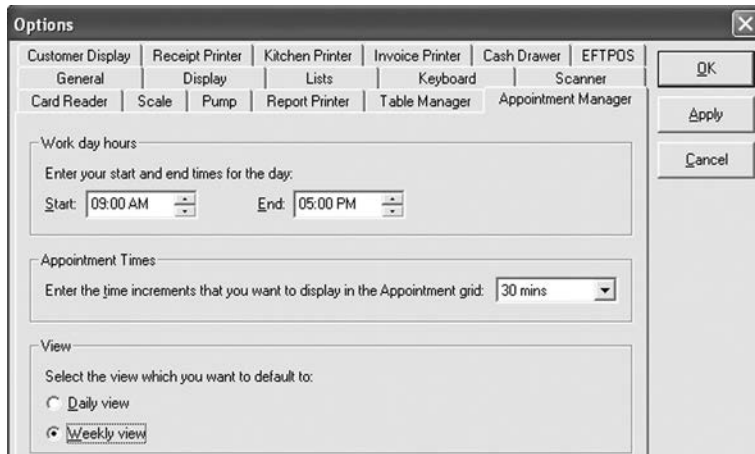 Options
Customer Display Receipt Printer Kitchen Printer Invoice Printer Cash Drawer EFTPOS
General Display Lists Keyboard Scanner
Card Reader Scale Pump Report Printer Table Manager Appointment Manager
OK
Apply
Cancel
Work day hours
Enter your start and end times for the day:
Start: 09:00 AM End: 05:00 PM
Appointment Times
Enter the time increments that you want to display in the Appointment grid: 30 mins
View
Select the view which you want to default to:
Daily view
Weekly view